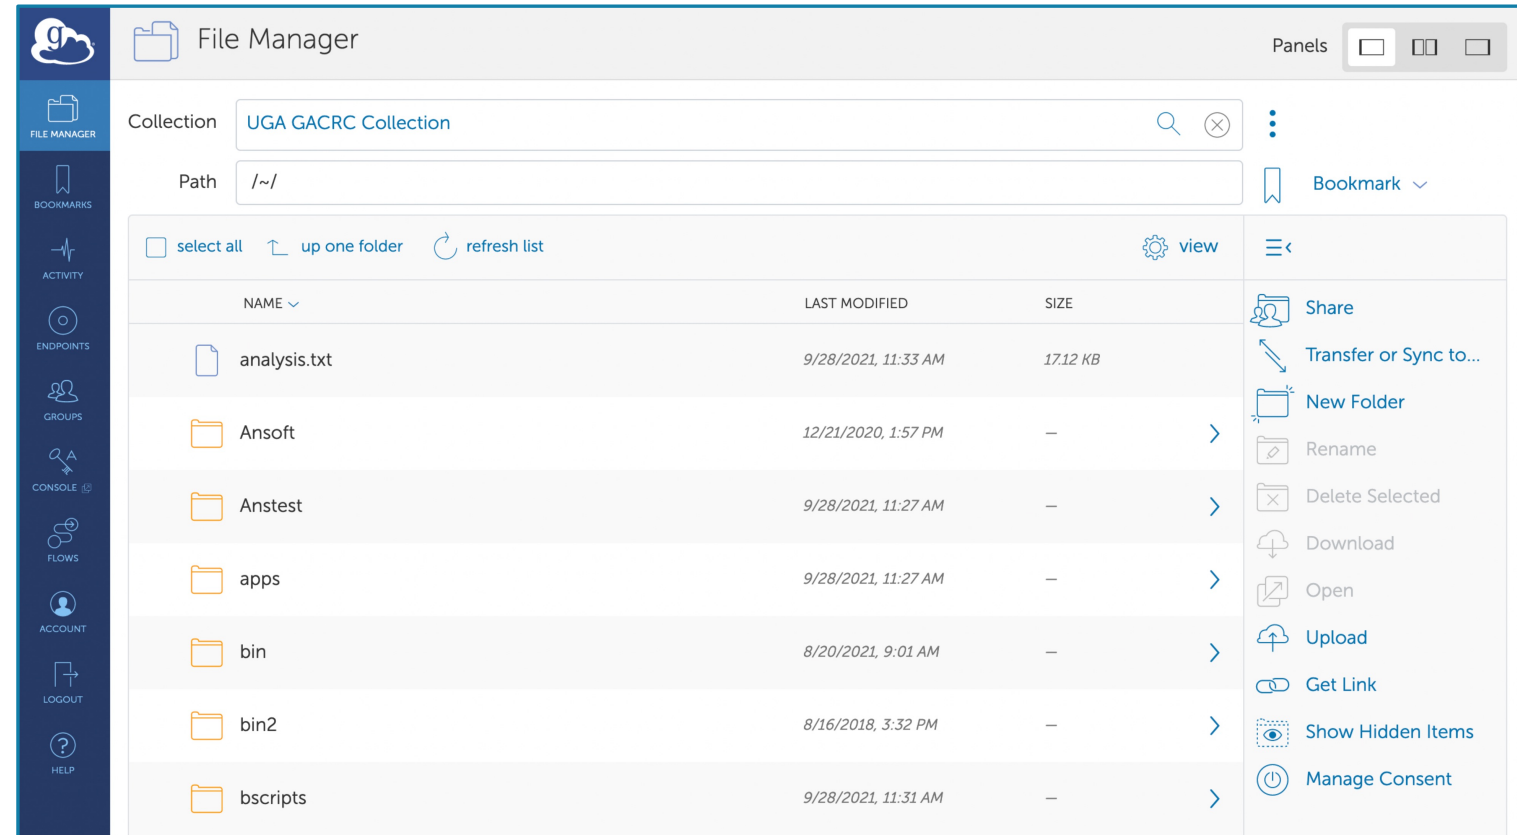 g
File Manager
Panels
FILE MANAGER
BOOKMARKS
ACTIVITY
ENDPOINTS
GROUPS
CONSOLE
FLOWS
ACCOUNT
LOGOUT
HELP
Collection UGA GACRC Collection
Path /~/
Bookmark
select all up one folder refresh list view
NAME LAST MODIFIED SIZE
analysis.txt 9/28/2021, 11:33 AM 17.12 KB
Ansoft 12/21/2020, 1:57 PM —
Anstest 9/28/2021, 11:27 AM —
apps 9/28/2021, 11:27 AM —
bin 8/20/2021, 9:01 AM —
bin2 8/16/2018, 3:32 PM —
bscripts 9/28/2021, 11:31 AM —
Share
Transfer or Sync to...
New Folder
Rename
Delete Selected
Download
Open
Upload
Get Link
Show Hidden Items
Manage Consent